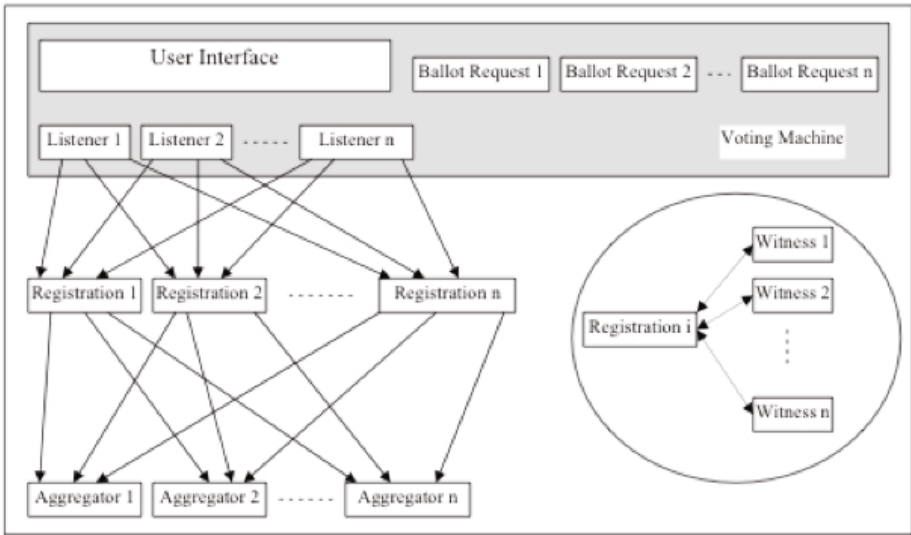 User Interface
Ballot Request 1
Ballot Request 2
Ballot Request n
Listener 1
Listener 2
Listener n
Voting Machine
Registration 1
Registration 2
Registration n
Registration i
Witness 1
Witness 2
Witness n
Aggregator 1
Aggregator 2
Aggregator n